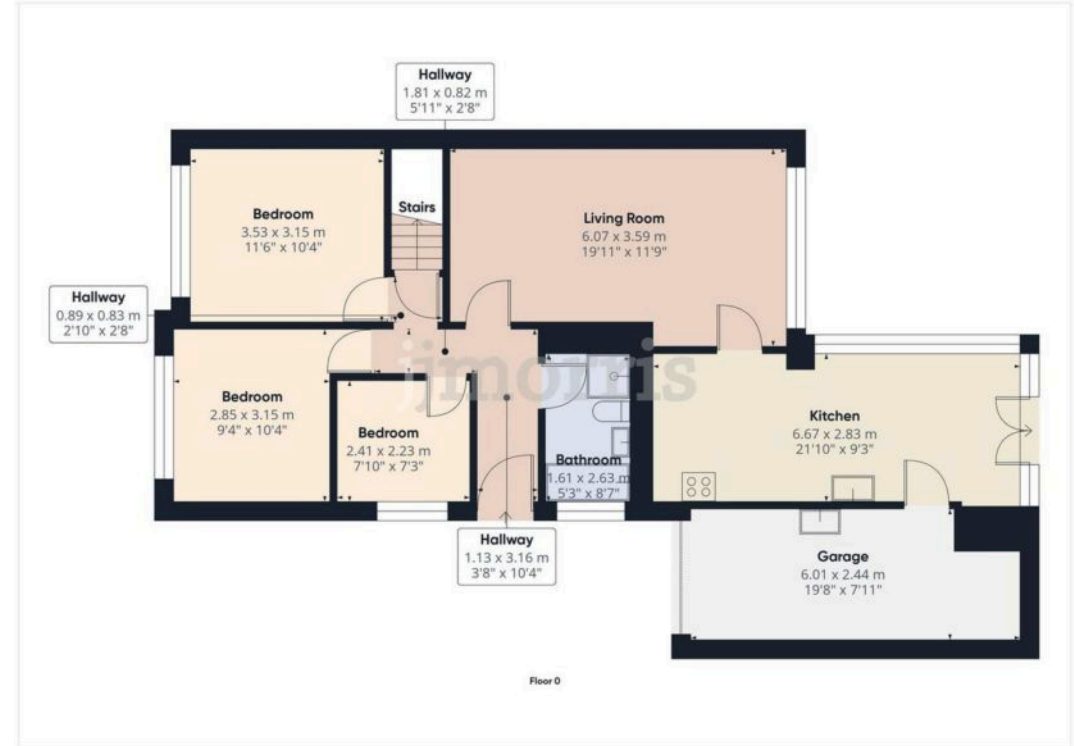 Hallway
1.81 x 0.82 m
5'11" x 2'8"
Bedroom
3.53 x 3.15 m
11'6" x 10'4"
Stairs
Living Room
6.07 x 3.59 m
19'11" x 11'9"
Hallway
0.89 x 0.83 m
2'10" x 2'8"
jjmorris
Bedroom
2.85 x 3.15 m
9'4" x 10'4"
Bedroom
2.41 x 2.23 m
7'10" x 7'3"
Bathroom
1.61 x 2.63 m
5'3" x 8'7"
Kitchen
6.67 x 2.83 m
21'10" x 9'3"
Hallway
1.13 x 3.16 m
3'8" x 10'4"
Garage
6.01 x 2.44 m
19'8" x 7'11"
Floor 0